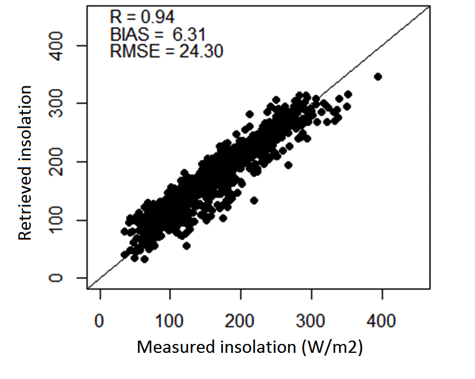 R = 0.94
BIAS = 6.31
RMSE = 24.30
400
300
200
100
0
Retrieved insolation
0 100 200 300 400
Measured insolation (W/m2)